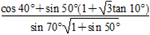 cos 40°+sin 50°(1+√3tan 10°)
sin 70°√1+sin 50°